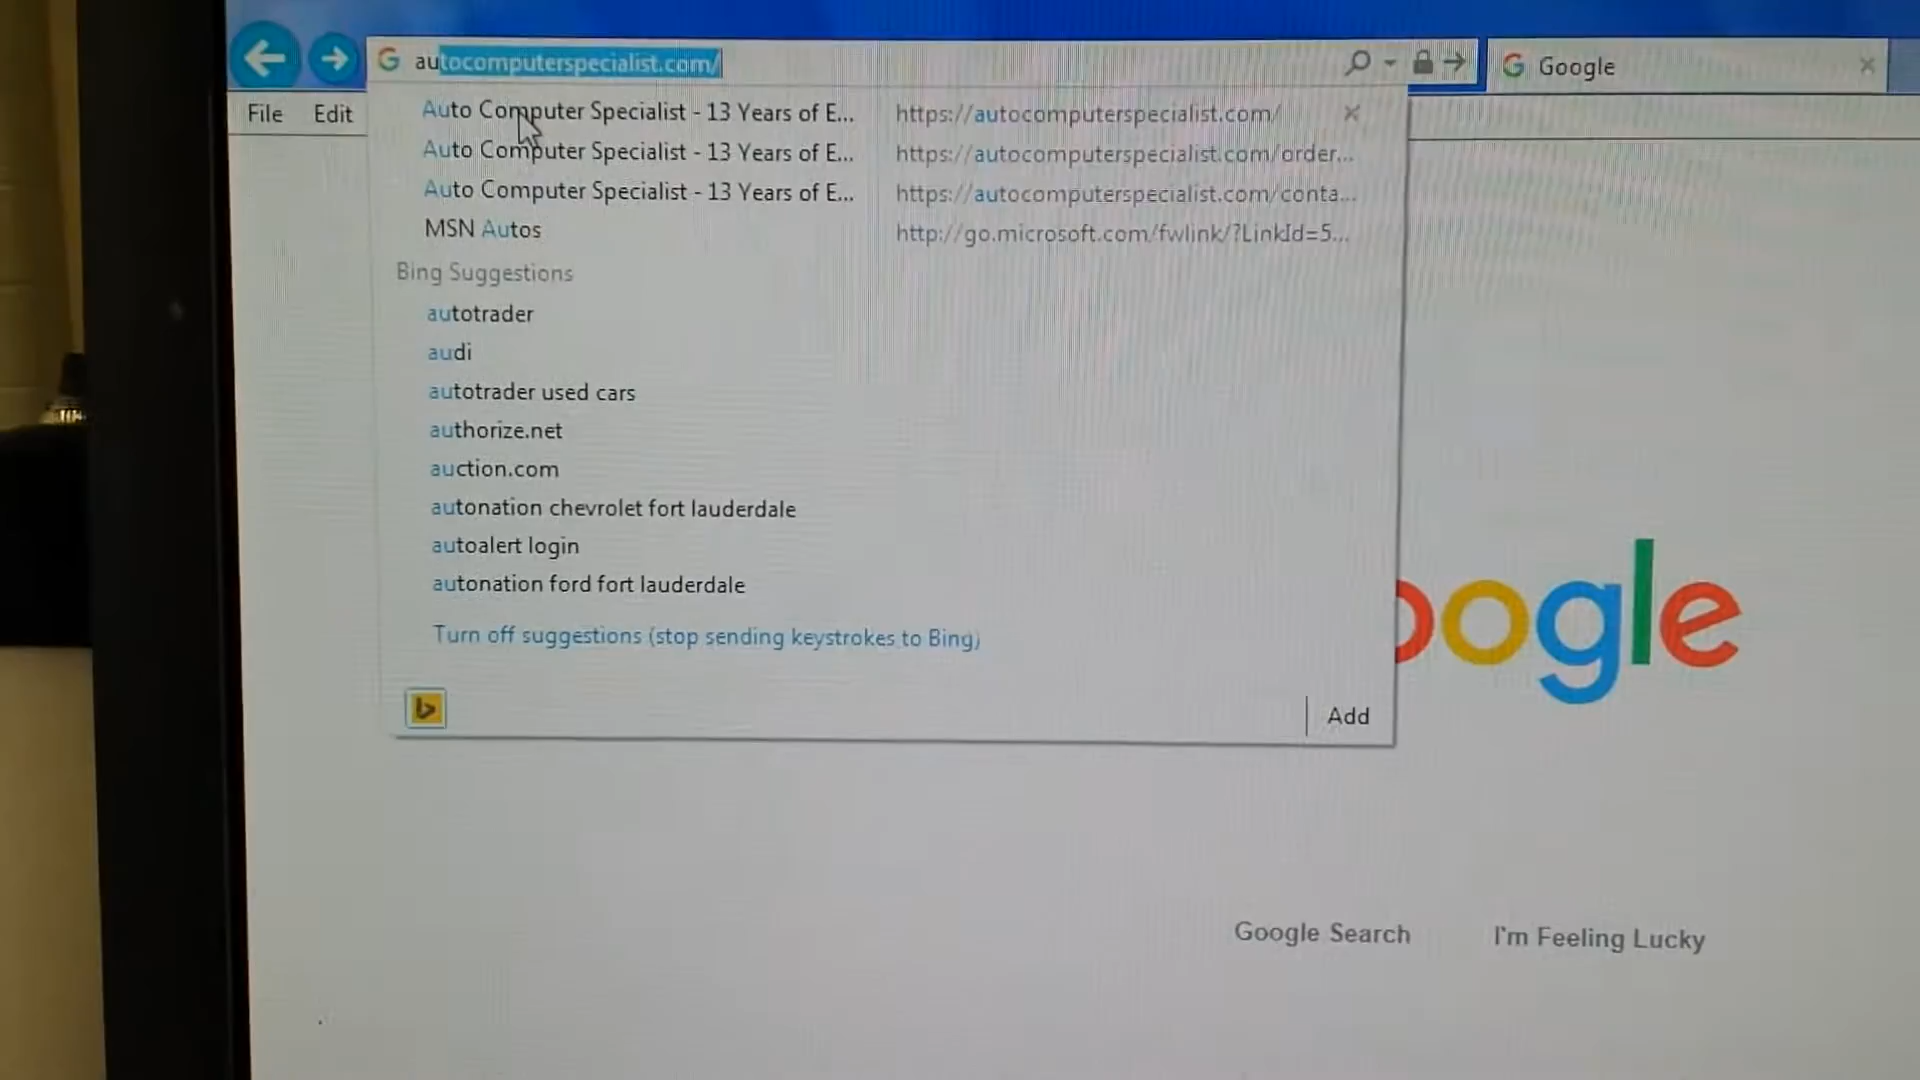 autocomputerspecialist.com/
Google
File Edit
Auto Computer Specialist - 13 Years of E... https://autocomputerspecialist.com/
Auto Computer Specialist - 13 Years of E... https://autocomputerspecialist.com/order...
Auto Computer Specialist - 13 Years of E... https://autocomputerspecialist.com/conta...
MSN Autos http://go.microsoft.com/fwlink/?LinkId=5...
Bing Suggestions
autotrader
audi
autotrader used cars
authorize.net
auction.com
autonation chevrolet fort lauderdale
autoalert login
autonation ford fort lauderdale
Turn off suggestions (stop sending keystrokes to Bing)
Add
oogle
Google Search I'm Feeling Lucky